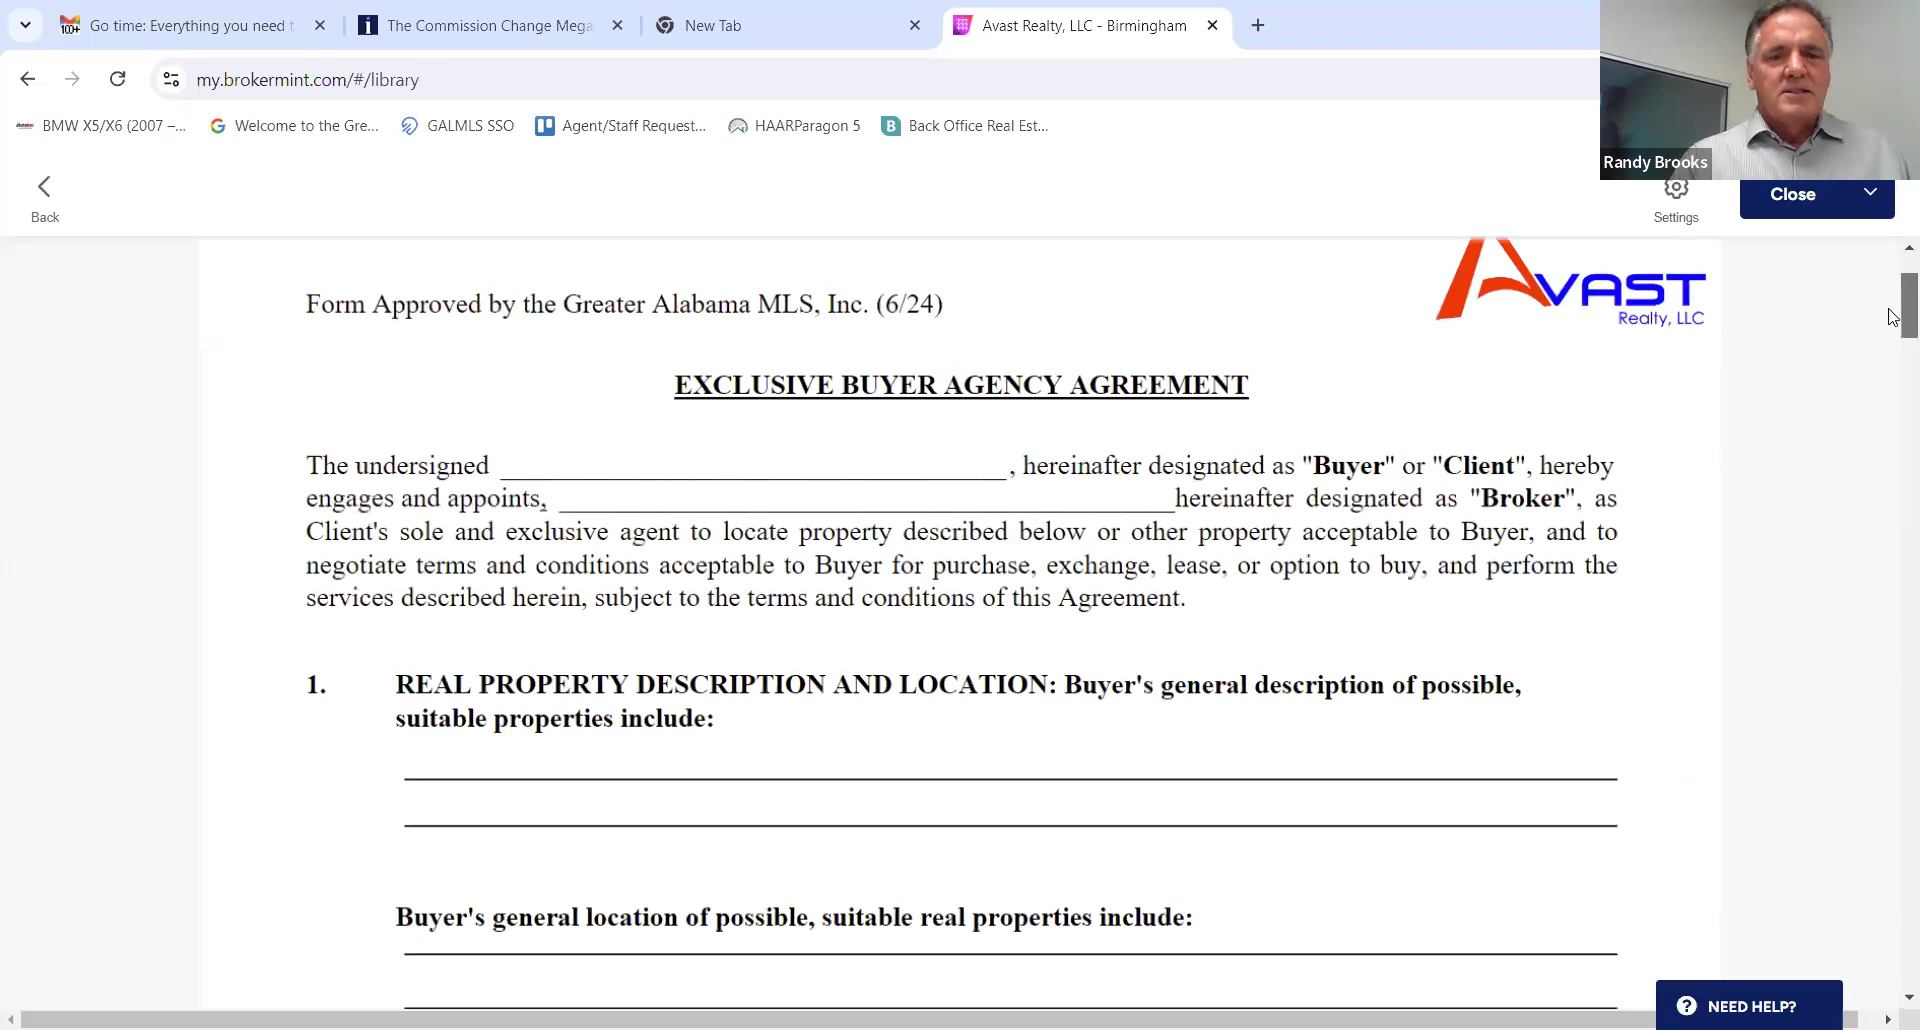 100+
Go time: Everything you need t
The Commission Change Mega
New Tab
Avast Realty, LLC - Birmingham
my.brokermint.com/#/library
BMW X5/X6 (2007 –...
Welcome to the Gre...
GALMLS SSO
Agent/Staff Request...
HAARParagon 5
Back Office Real Est...
Randy Brooks
Back
Settings
Close
Form Approved by the Greater Alabama MLS, Inc. (6/24)
AVAST
Realty, LLC
EXCLUSIVE BUYER AGENCY AGREEMENT
The undersigned ______________________________________, hereinafter designated as "Buyer" or "Client", hereby
engages and appoints, ______________________________________________hereinafter designated as "Broker", as
Client's sole and exclusive agent to locate property described below or other property acceptable to Buyer, and to
negotiate terms and conditions acceptable to Buyer for purchase, exchange, lease, or option to buy, and perform the
services described herein, subject to the terms and conditions of this Agreement.
1. REAL PROPERTY DESCRIPTION AND LOCATION: Buyer's general description of possible,
suitable properties include:
Buyer's general location of possible, suitable real properties include:
? NEED HELP?